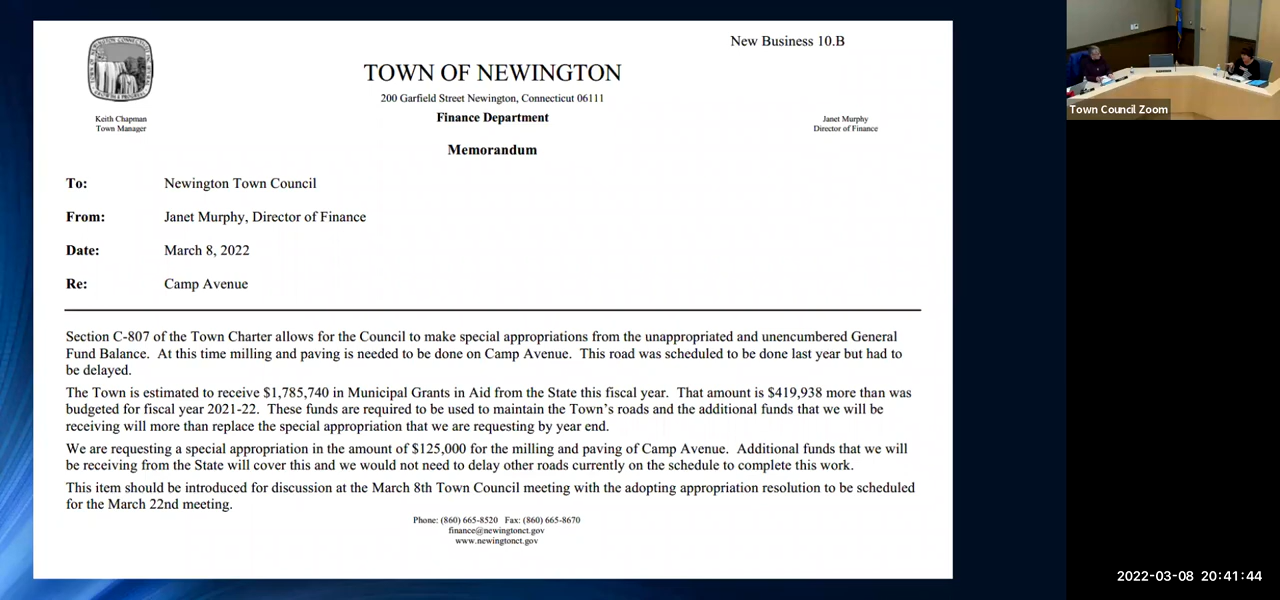 New Business 10.B
TOWN OF NEWINGTON
200 Garfield Street Newington, Connecticut 06111
Keith Chapman
Town Manager
Finance Department
Janet Murphy
Director of Finance
Memorandum
To: Newington Town Council
From: Janet Murphy, Director of Finance
Date: March 8, 2022
Re: Camp Avenue
Section C-807 of the Town Charter allows for the Council to make special appropriations from the unappropriated and unencumbered General
Fund Balance. At this time milling and paving is needed to be done on Camp Avenue. This road was scheduled to be done last year but had to
be delayed.
The Town is estimated to receive $1,785,740 in Municipal Grants in Aid from the State this fiscal year. That amount is $419,938 more than was
budgeted for fiscal year 2021-22. These funds are required to be used to maintain the Town's roads and the additional funds that we will be
receiving will more than replace the special appropriation that we are requesting by year end.
We are requesting a special appropriation in the amount of $125,000 for the milling and paving of Camp Avenue. Additional funds that we will
be receiving from the State will cover this and we would not need to delay other roads currently on the schedule to complete this work.
This item should be introduced for discussion at the March 8th Town Council meeting with the adopting appropriation resolution to be scheduled
for the March 22nd meeting.
Phone: (860) 665-8520 Fax: (860) 665-8670
finance@newingtonct.gov
www.newingtonct.gov
Town Council Zoom
2022-03-08 20:41:44